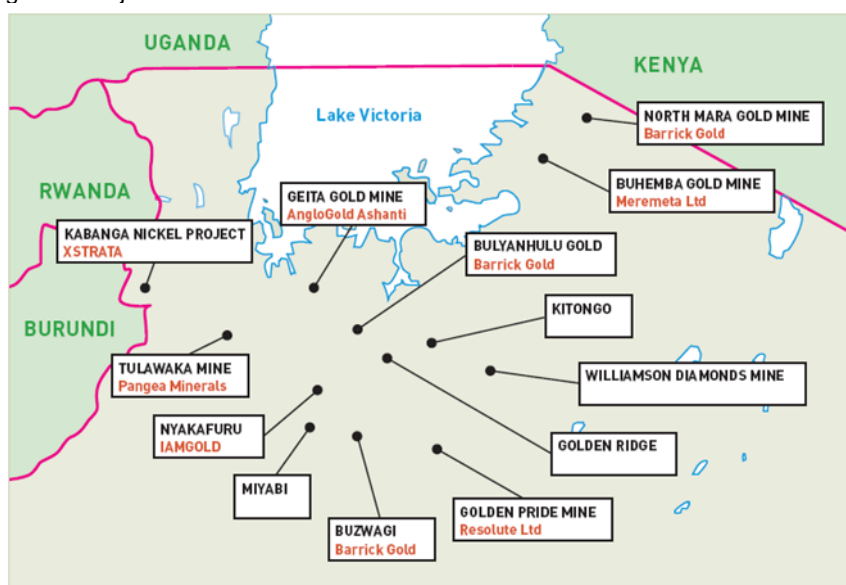 UGANDA
KENYA
Lake Victoria
NORTH MARA GOLD MINE
Barrick Gold
RWANDA
BUHEMBA GOLD MINE
Meremeta Ltd
GEITA GOLD MINE
AngloGold Ashanti
KABANGA NICKEL PROJECT
XSTRATA
BULYANHULU GOLD
Barrick Gold
KITONGO
BURUNDI
TULAWAKA MINE
Pangea Minerals
WILLIAMSON DIAMONDS MINE
NYAKAFURU
IAMGOLD
GOLDEN RIDGE
MIYABI
GOLDEN PRIDE MINE
Resolute Ltd
BUZWAGI
Barrick Gold